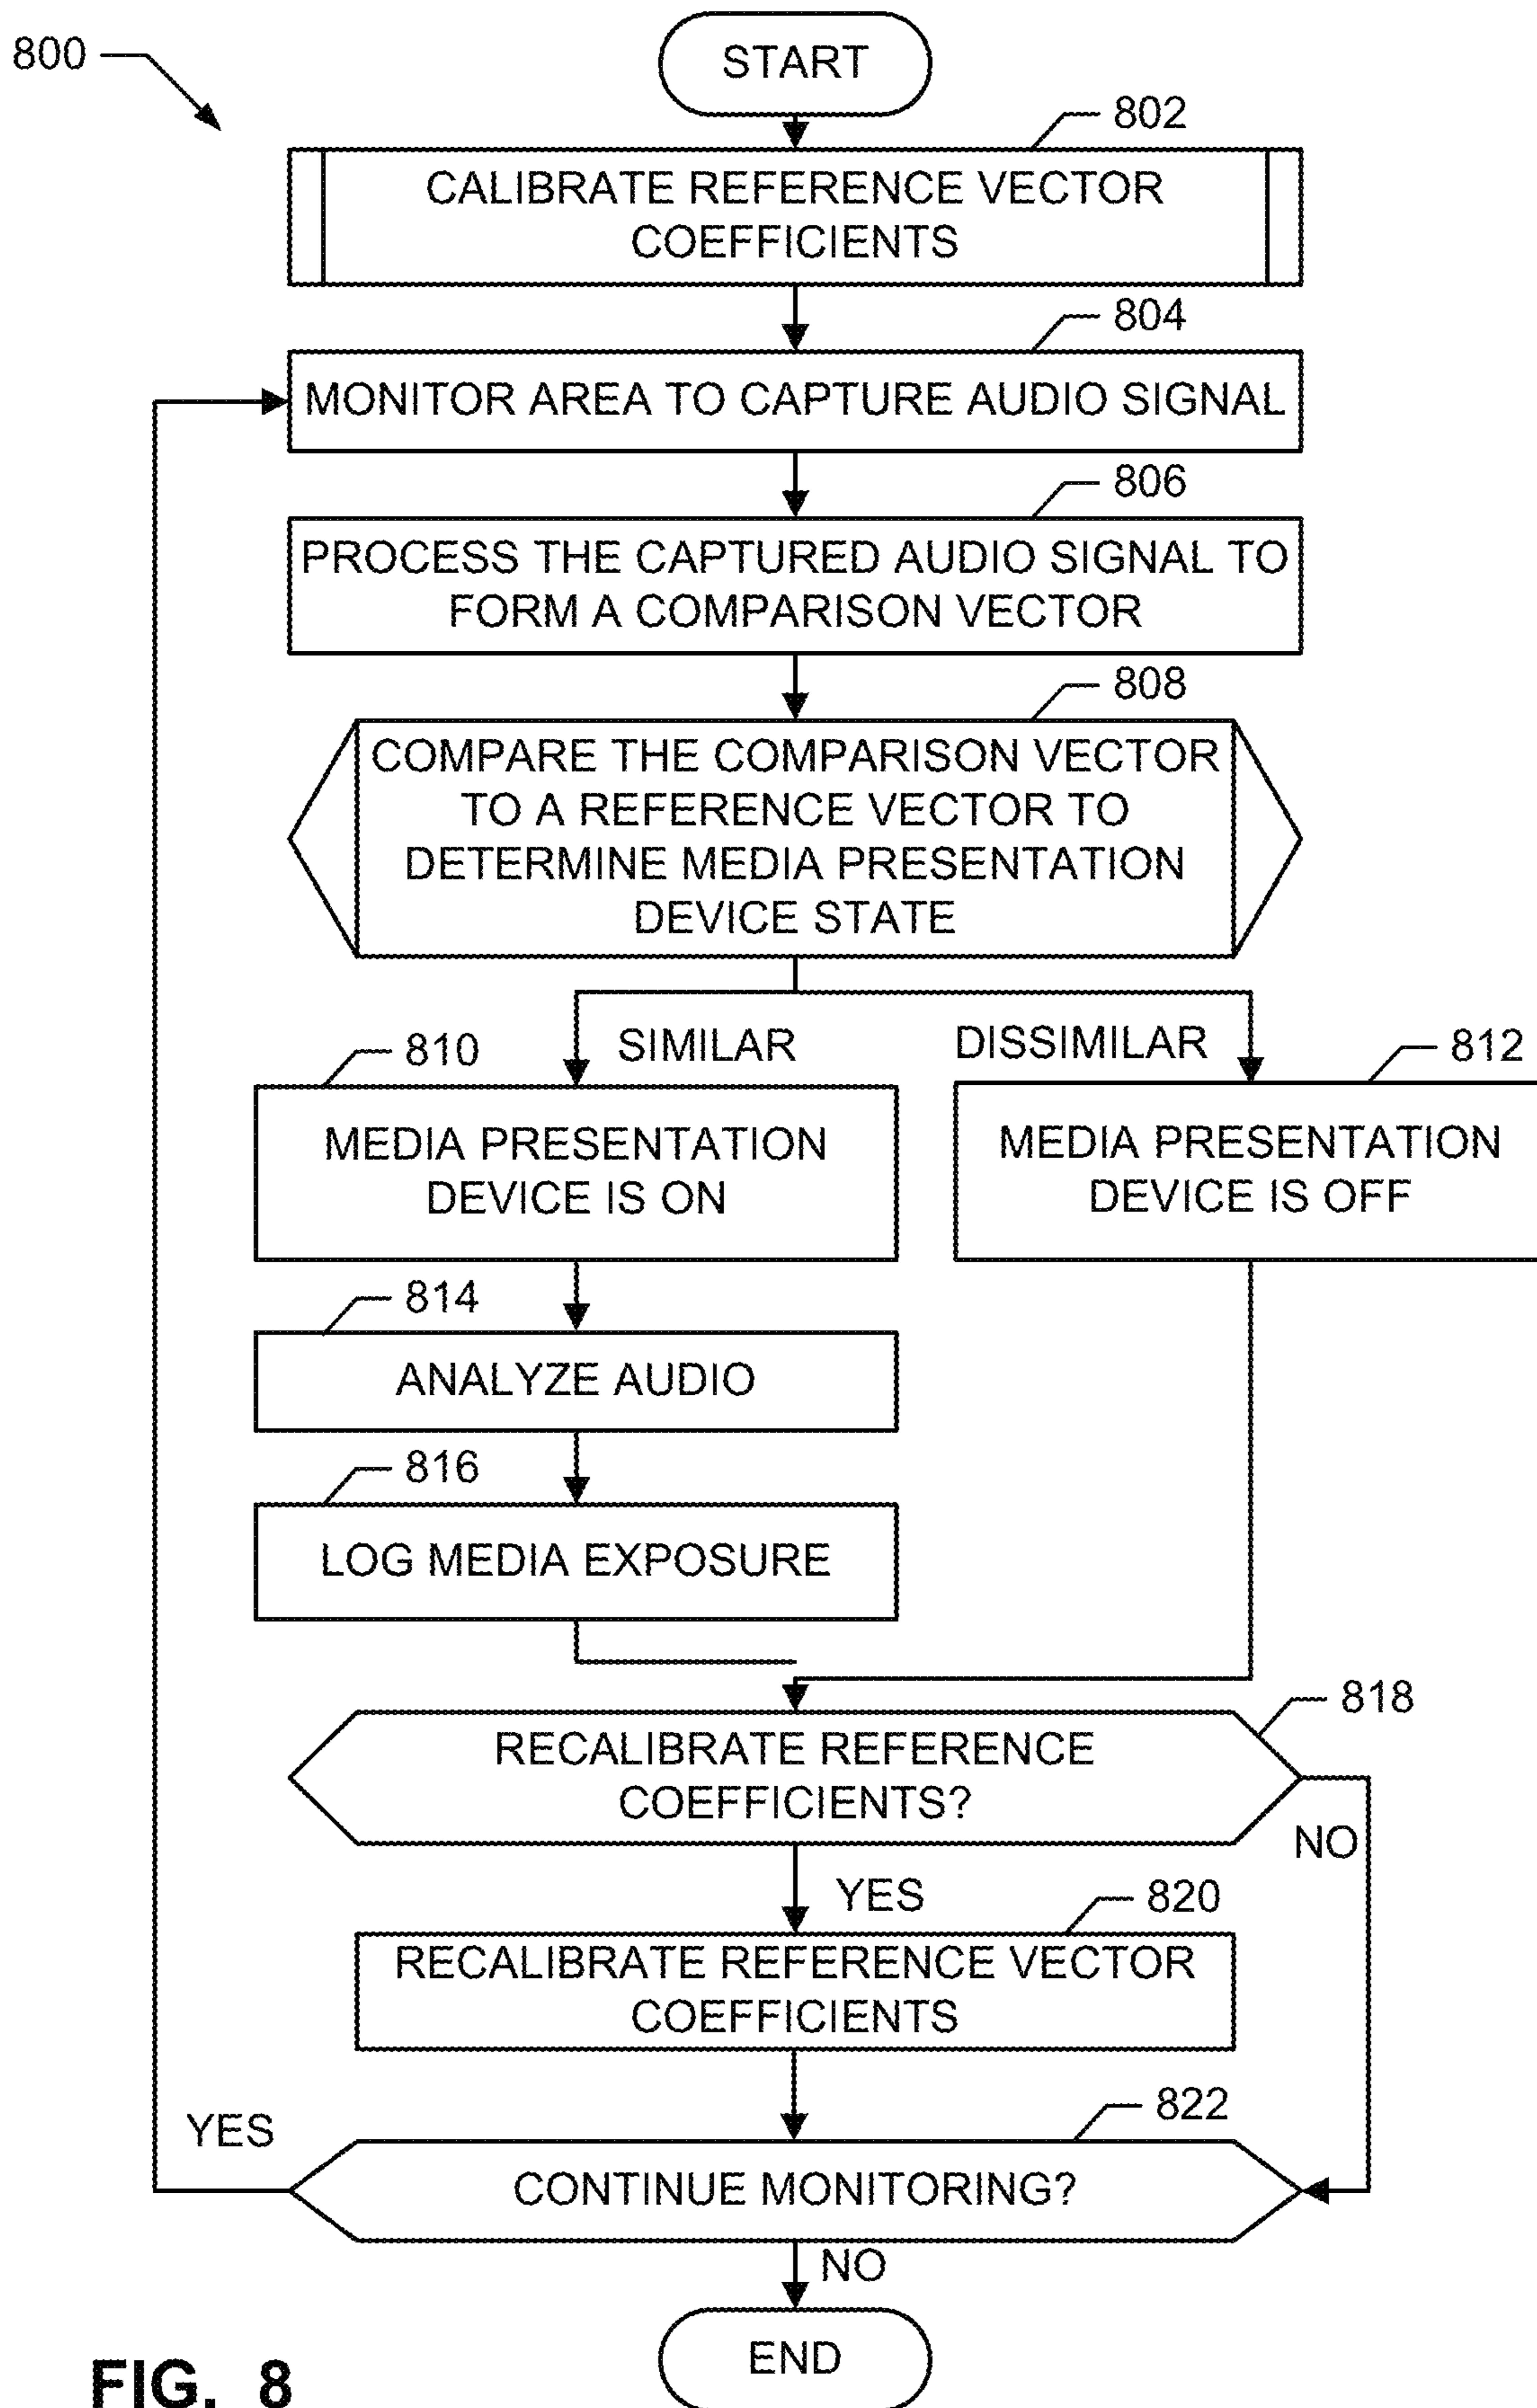 800
START
802
CALIBRATE REFERENCE VECTOR
COEFFICIENTS
804
MONITOR AREA TO CAPTURE AUDIO SIGNAL
806
PROCESS THE CAPTURED AUDIO SIGNAL TO
FORM A COMPARISON VECTOR
808
COMPARE THE COMPARISON VECTOR
TO A REFERENCE VECTOR TO
DETERMINE MEDIA PRESENTATION
DEVICE STATE
SIMILAR
DISSIMILAR
810
MEDIA PRESENTATION
DEVICE IS ON
812
MEDIA PRESENTATION
DEVICE IS OFF
814
ANALYZE AUDIO
816
LOG MEDIA EXPOSURE
818
RECALIBRATE REFERENCE
COEFFICIENTS?
NO
YES
820
RECALIBRATE REFERENCE VECTOR
COEFFICIENTS
822
YES
CONTINUE MONITORING?
NO
END
FIG. 8